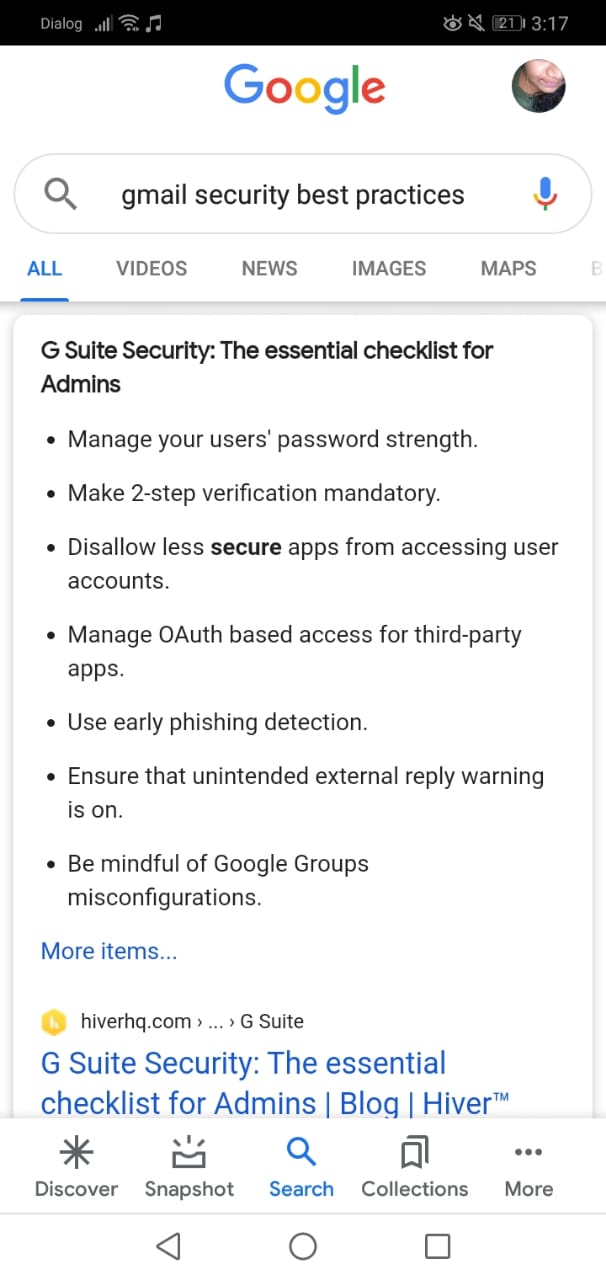 Dialog 21 3:17
Google
gmail security best practices
ALL VIDEOS NEWS IMAGES MAPS B
G Suite Security: The essential checklist for
Admins
• Manage your users' password strength.
• Make 2-step verification mandatory.
• Disallow less secure apps from accessing user
accounts.
• Manage OAuth based access for third-party
apps.
• Use early phishing detection.
• Ensure that unintended external reply warning
is on.
• Be mindful of Google Groups
misconfigurations.
More items...
hiverhq.com › ... › G Suite
G Suite Security: The essential
checklist for Admins | Blog | Hiver™
Discover Snapshot Search Collections More